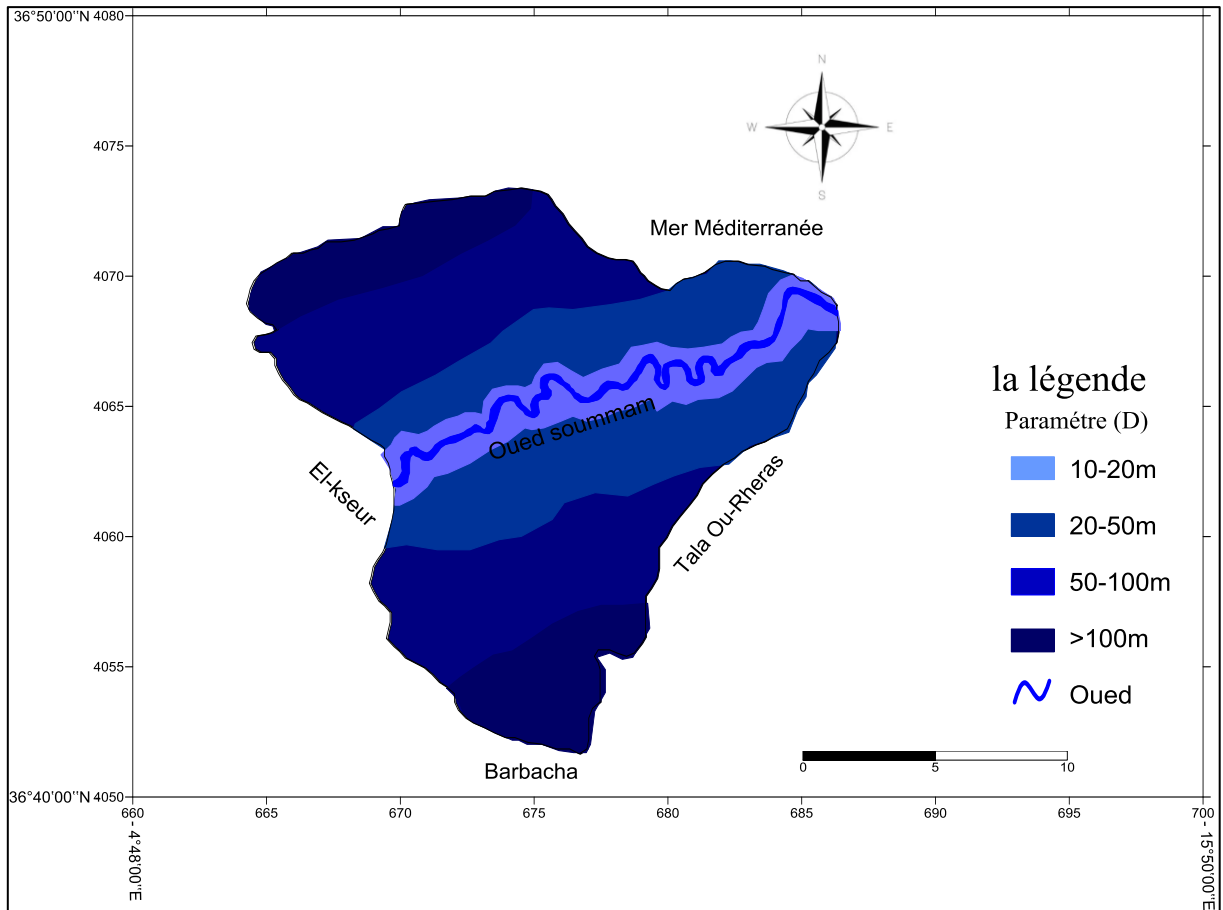 36°50'00''N
4080
4075
4070
4065
4060
4055
36°40'00''N
4050
660
665
670
675
680
685
690
695
700
- 4°48'00''E
- 15°50'00''E
N
W
E
S
Mer Méditerranée
Oued soummam
El-kseur
Tala Ou-Rheras
Barbacha
la légende
Paramétre (D)
10-20m
20-50m
50-100m
>100m
Oued
0
5
10